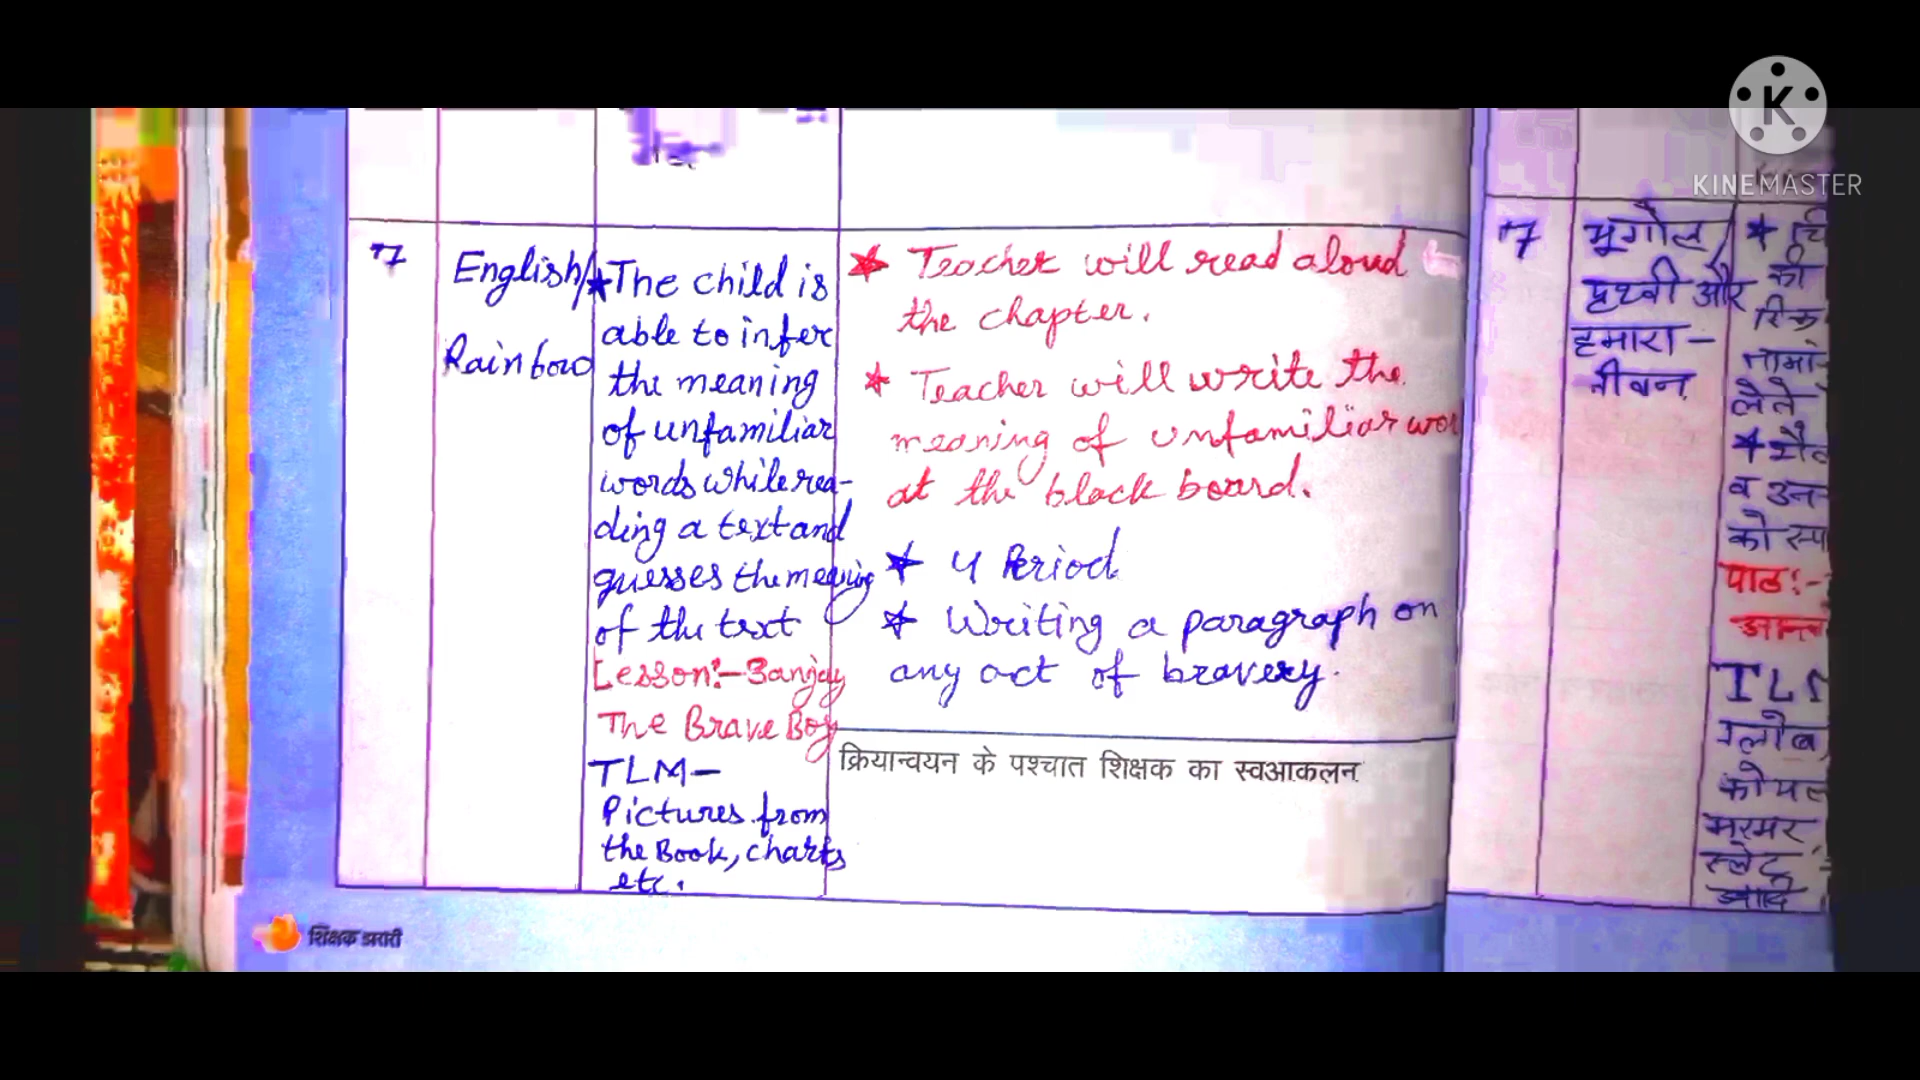 KINEMASTER
7
English/
Rainbow
★ The child is
able to infer
the meaning
of unfamiliar
words while rea-
ding a text and
guesses the meaning
of the text
Lesson:- Sanjay
The Brave Boy
TLM-
Pictures from
the Book, charts
etc.
★ Teacher will read aloud
the chapter.
★ Teacher will write the
meaning of unfamiliar wor
at the black board.
★ 4 Period
★ Writing a paragraph on
any act of bravery.
क्रियान्वयन के पश्चात शिक्षक का स्वआकलन
शिक्षक डायरी
7
भूगोल/
पृथ्वी और
हमारा-
जीवन
★
की
लेते
★
व उन
को
पाठ:-
TL
ग्लोब,
को
स्लेट,
आदि